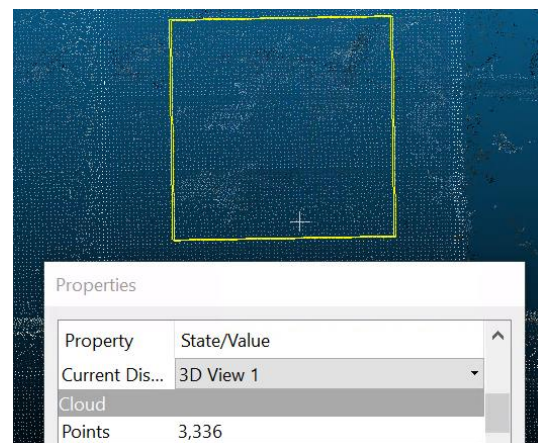 Properties
Property State/Value
Current Dis... 3D View 1
Cloud
Points 3,336